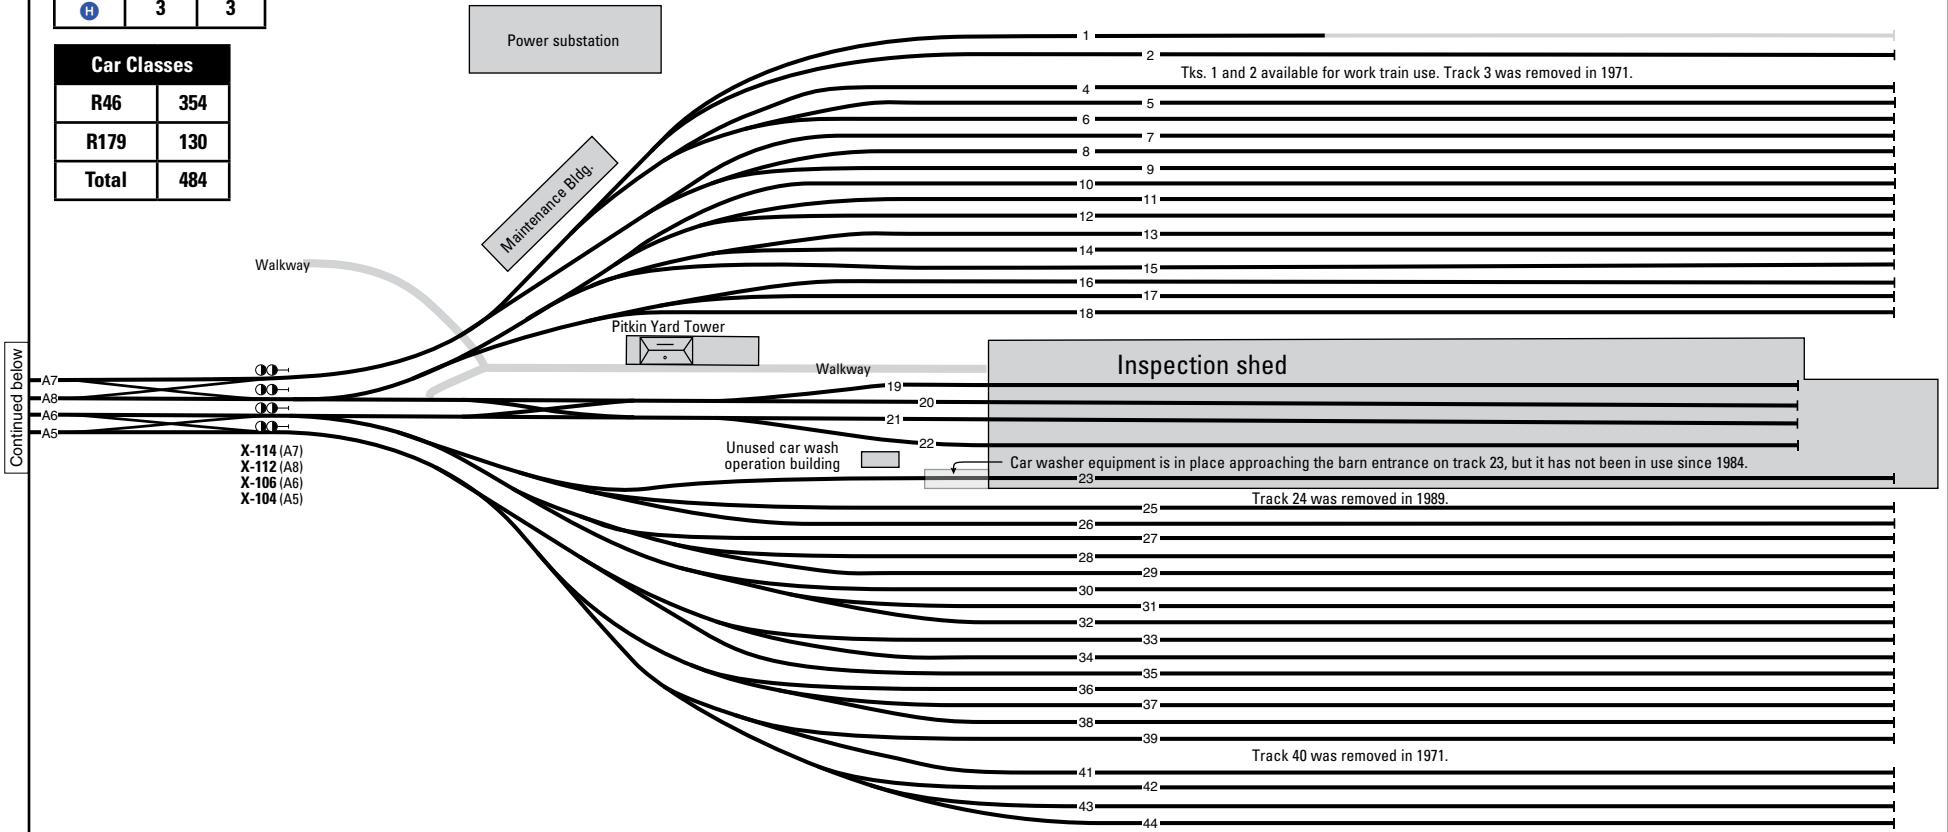 H 3 3
Car Classes
R46 354
R179 130
Total 484
Power substation
Maintenance Bldg.
Walkway
Continued below
A7
A8
A6
A5
X-114 (A7)
X-112 (A8)
X-106 (A6)
X-104 (A5)
Pitkin Yard Tower
Walkway
Inspection shed
Unused car wash
operation building
1
2
Tks. 1 and 2 available for work train use. Track 3 was removed in 1971.
4
5
6
7
8
9
10
11
12
13
14
15
16
17
18
19
20
21
22
Car washer equipment is in place approaching the barn entrance on track 23, but it has not been in use since 1984.
23
Track 24 was removed in 1989.
25
26
27
28
29
30
31
32
33
34
35
36
37
38
39
Track 40 was removed in 1971.
41
42
43
44